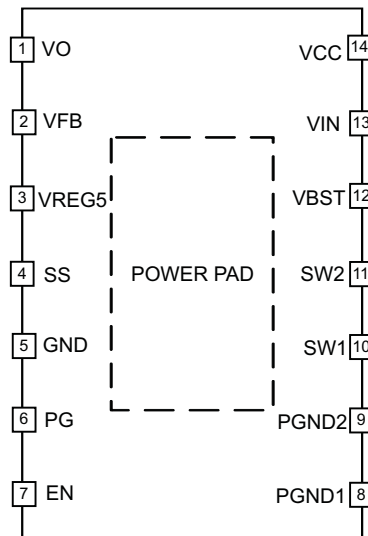 1 VO
VCC 14
2 VFB
VIN 13
3 VREG5
VBST 12
4 SS
POWER PAD
SW2 11
5 GND
SW1 10
6 PG
PGND2 9
7 EN
PGND1 8